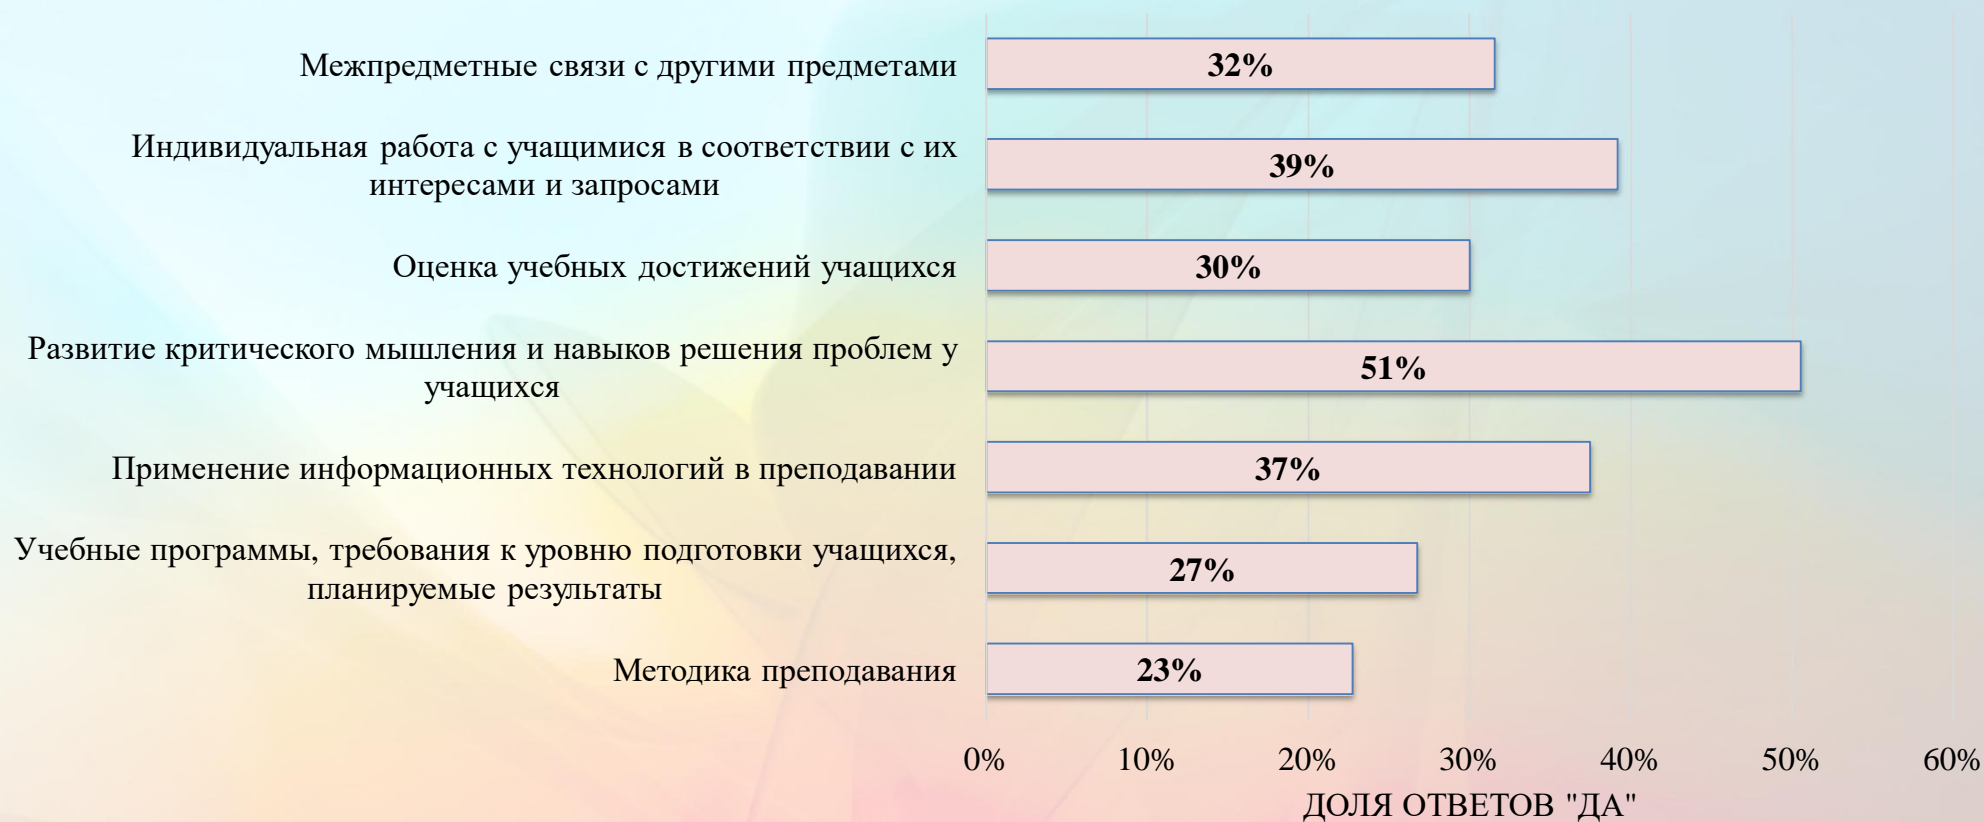 Межпредметные связи с другими предметами
32%
Индивидуальная работа с учащимися в соответствии с их
интересами и запросами
39%
Оценка учебных достижений учащихся
30%
Развитие критического мышления и навыков решения проблем у
учащихся
51%
Применение информационных технологий в преподавании
37%
Учебные программы, требования к уровню подготовки учащихся,
планируемые результаты
27%
Методика преподавания
23%
0% 10% 20% 30% 40% 50% 60%
ДОЛЯ ОТВЕТОВ "ДА"